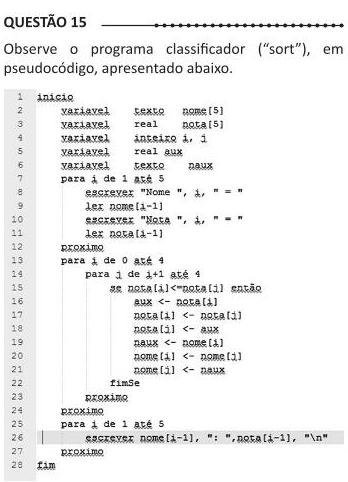 QUESTÃO 15
Observe o programa classificador (“sort”), em
pseudocódigo, apresentado abaixo.
1 inicio
2 variavel texto nome[5]
3 variavel real nota[5]
4 variavel inteiro i, j
5 variavel real aux
6 variavel texto naux
7 para i de 1 até 5
8 escrever "Nome ", i, " = "
9 ler nome[i-1]
10 escrever "Nota ", i, " = "
11 ler nota[i-1]
12 proximo
13 para i de 0 até 4
14 para j de i+1 até 4
15 se nota[i]<=nota[j] então
16 aux <- nota[i]
17 nota[i] <- nota[j]
18 nota[j] <- aux
19 naux <- nome[i]
20 nome[i] <- nome[j]
21 nome[j] <- naux
22 fimSe
23 proximo
24 proximo
25 para i de 1 até 5
26 escrever nome[i-1], ": ",nota[i-1], "\n"
27 proximo
28 fim